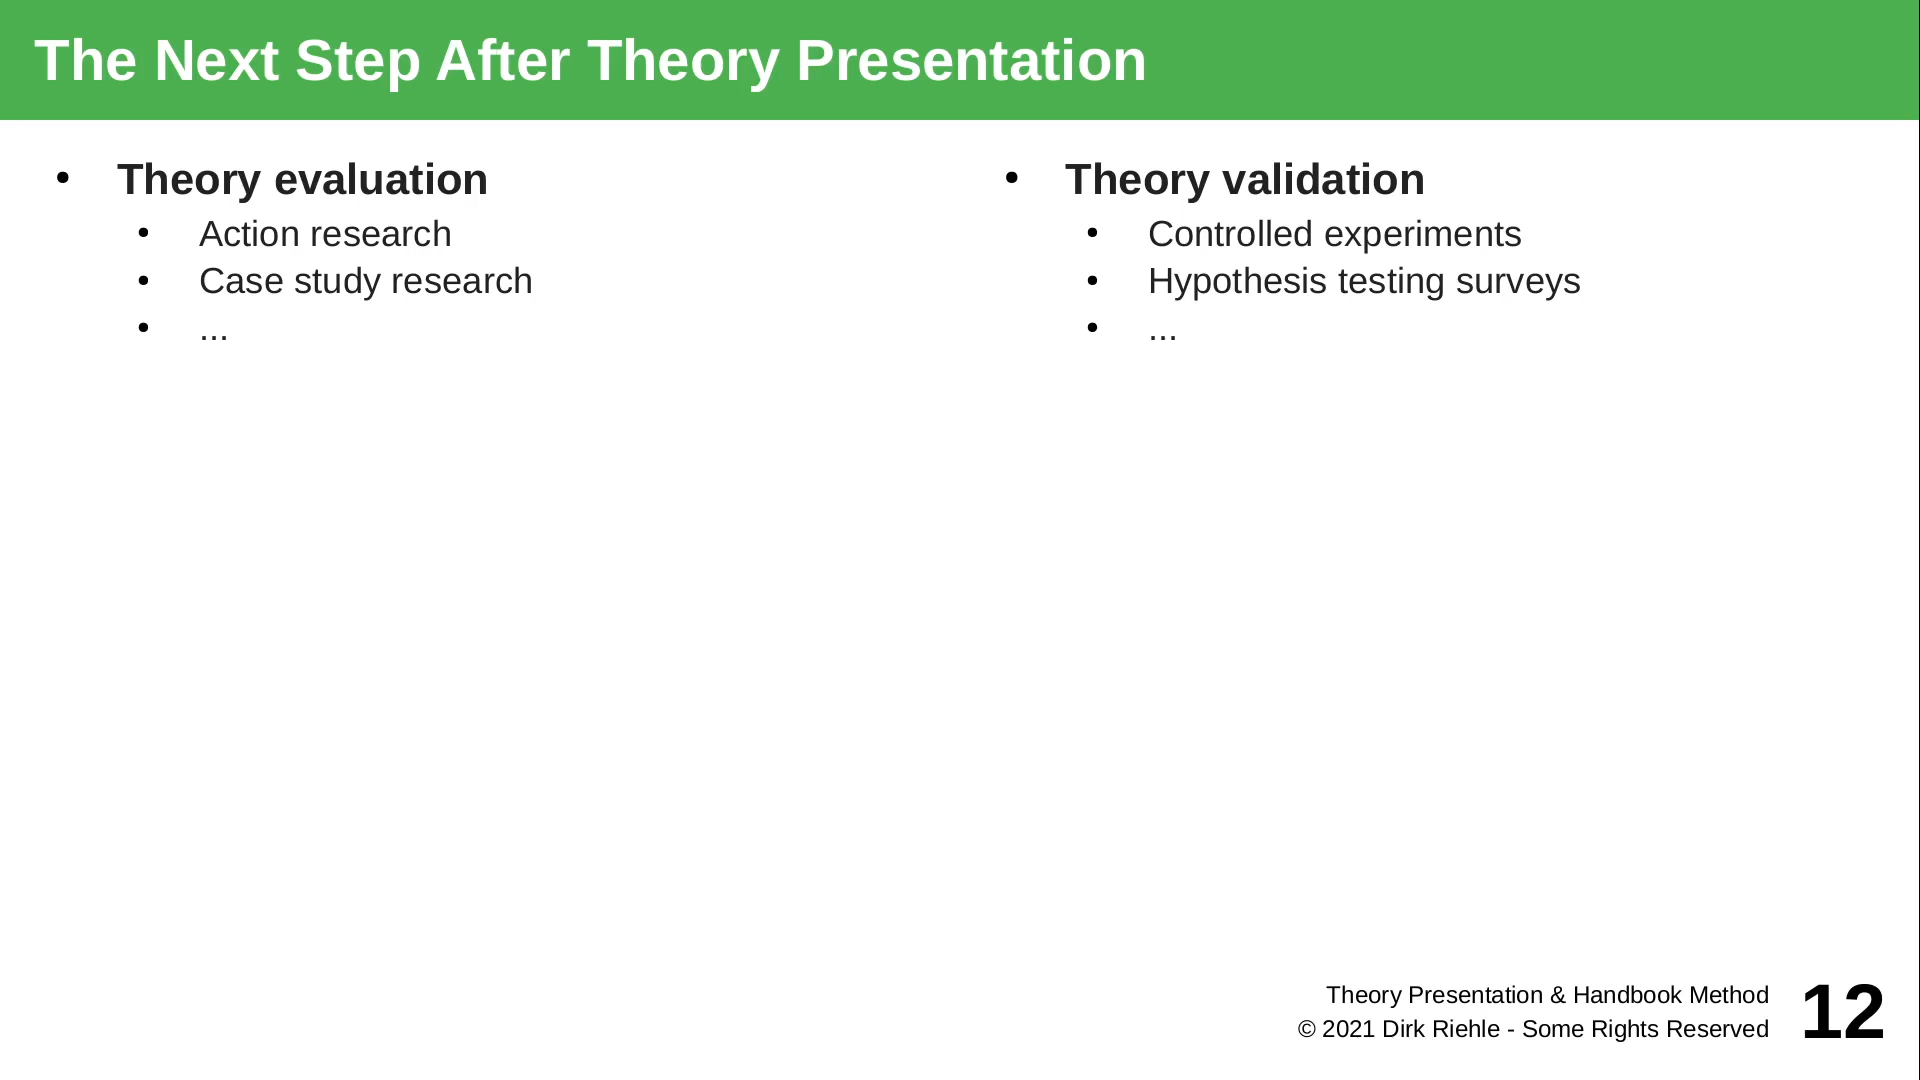 The Next Step After Theory Presentation
• Theory evaluation
• Action research
• Case study research
• ...
• Theory validation
• Controlled experiments
• Hypothesis testing surveys
• ...
Theory Presentation & Handbook Method
© 2021 Dirk Riehle - Some Rights Reserved
12